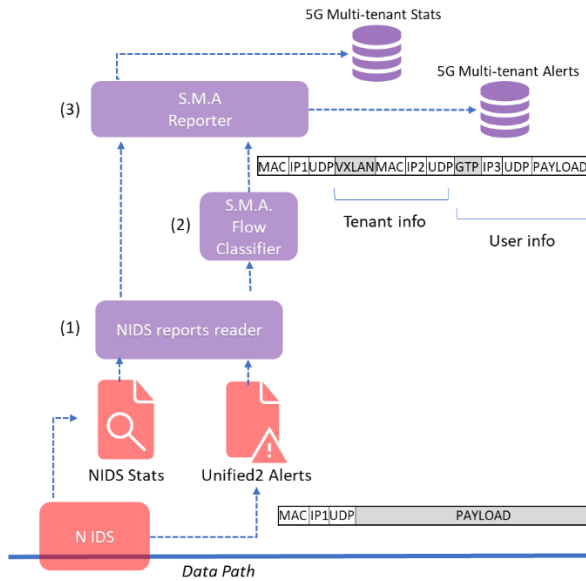 5G Multi-tenant Stats
5G Multi-tenant Alerts
(3)
S.M.A
Reporter
MAC IP1 UDP VXLAN MAC IP2 UDP GTP IP3 UDP PAYLOAD
Tenant info
User info
(2)
S.M.A.
Flow
Classifier
(1)
NIDS reports reader
NIDS Stats
Unified2 Alerts
MAC IP1 UDP PAYLOAD
N IDS
Data Path